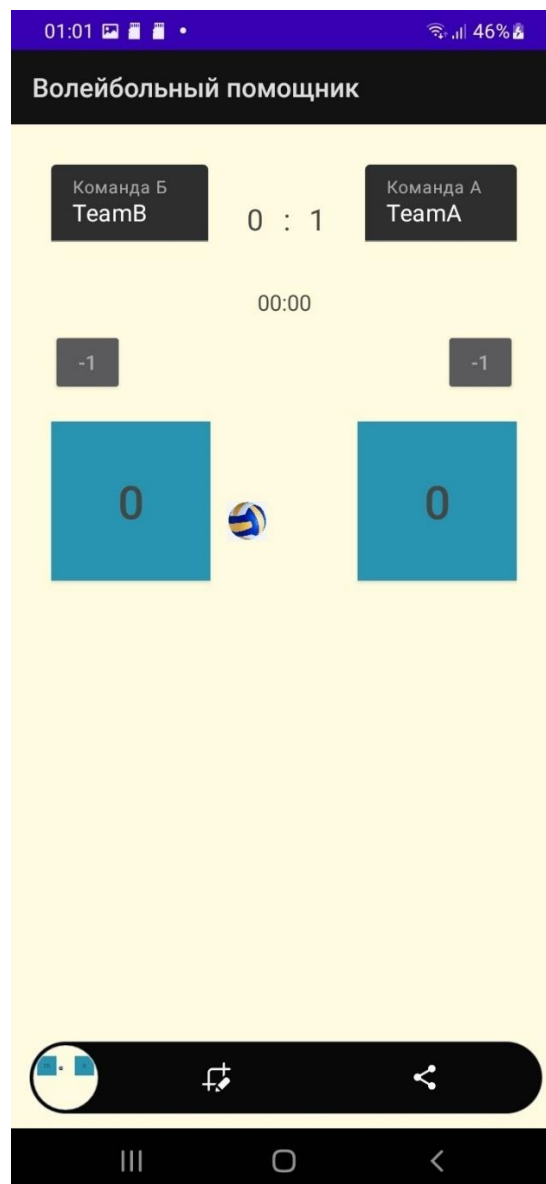 01:01 46%
Волейбольный помощник
Команда Б
TeamB
0 : 1
Команда А
TeamA
00:00
-1 -1
0 0